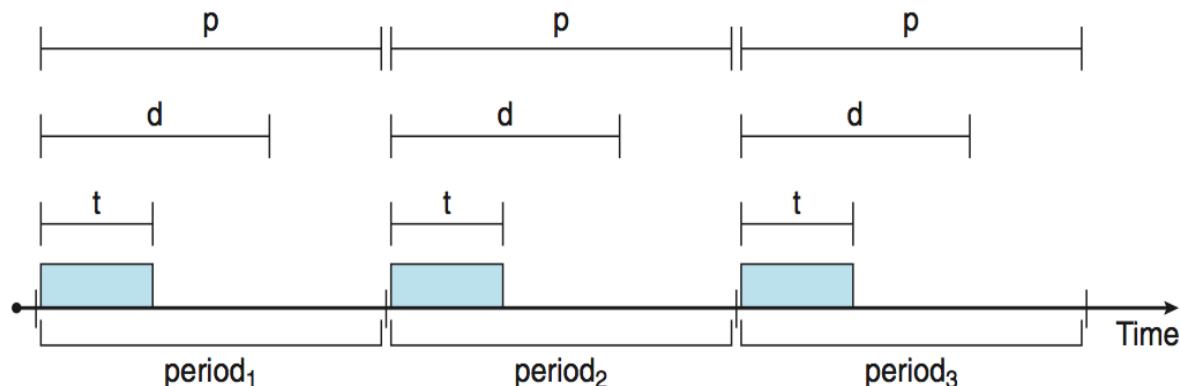 p p p
d d d
t t t
Time
period₁ period₂ period₃